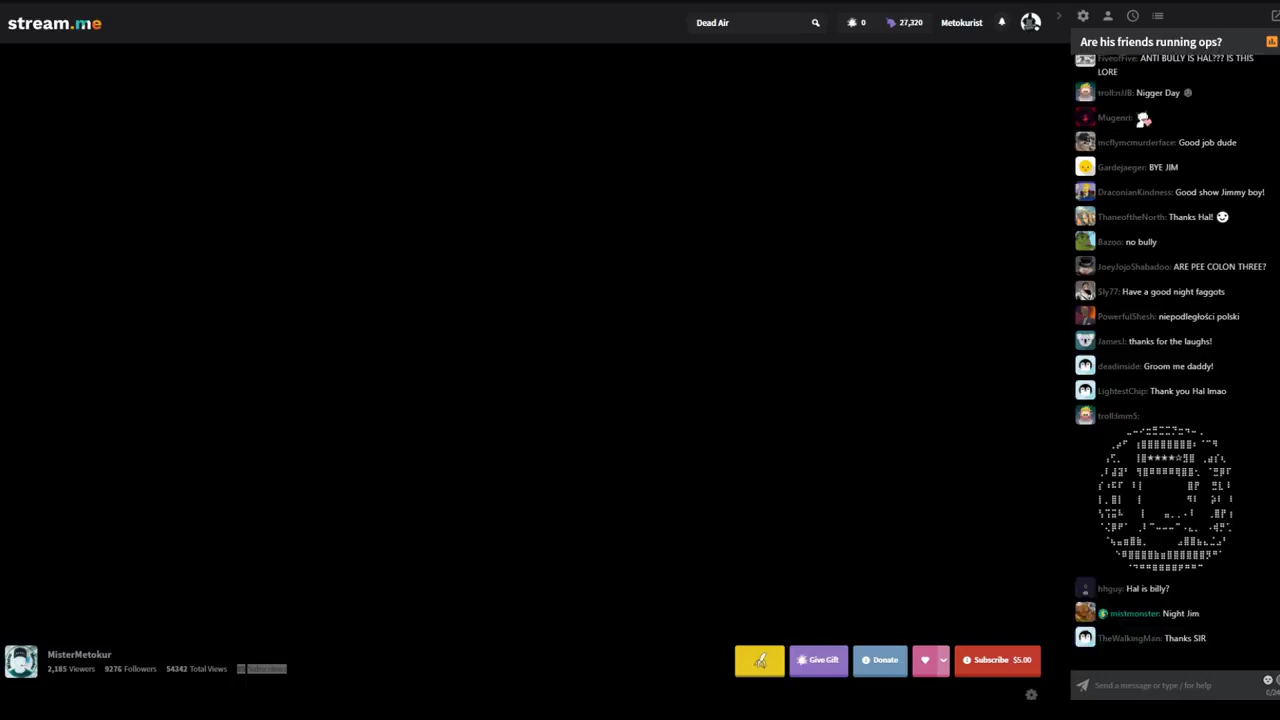 stream.me
Dead Air
0
27,320
Metokurist
Are his friends running ops?
FiveofFive: ANTI BULLY IS HAL??? IS THIS
LORE
troll:nJJB: Nigger Day
Mugenri:
mcflymcmurderface: Good job dude
Gardejaeger: BYE JIM
DraconianKindness: Good show Jimmy boy!
ThaneoftheNorth: Thanks Hal!
Bazoo: no bully
JoeyJojoShabadoo: ARE PEE COLON THREE?
Sly77: Have a good night faggots
PowerfulShesh: niepodległości polski
JamesJ: thanks for the laughs!
deadinside: Groom me daddy!
LightestChip: Thank you Hal lmao
troll:lmm5:
hhguy: Hal is billy?
mistmonster: Night Jim
TheWalkingMan: Thanks SIR
MisterMetokur
2,185 Viewers 9276 Followers 54342 Total Views
Give Gift
Donate
Subscribe $5.00
Send a message or type / for help